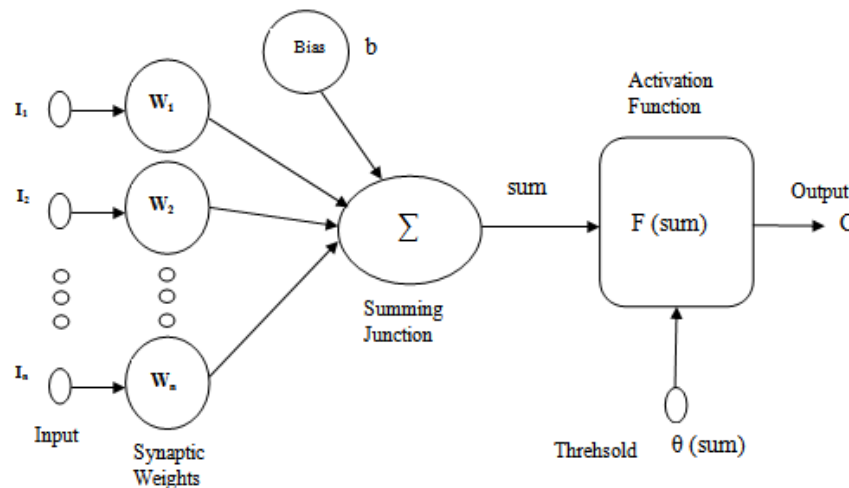 Bias b
Activation
Function
I₁ W₁
I₂ W₂
sum
Output
Σ
F (sum)
Summing
Junction
Iₙ Wₙ
Input
Synaptic
Weights
Threhsold θ (sum)